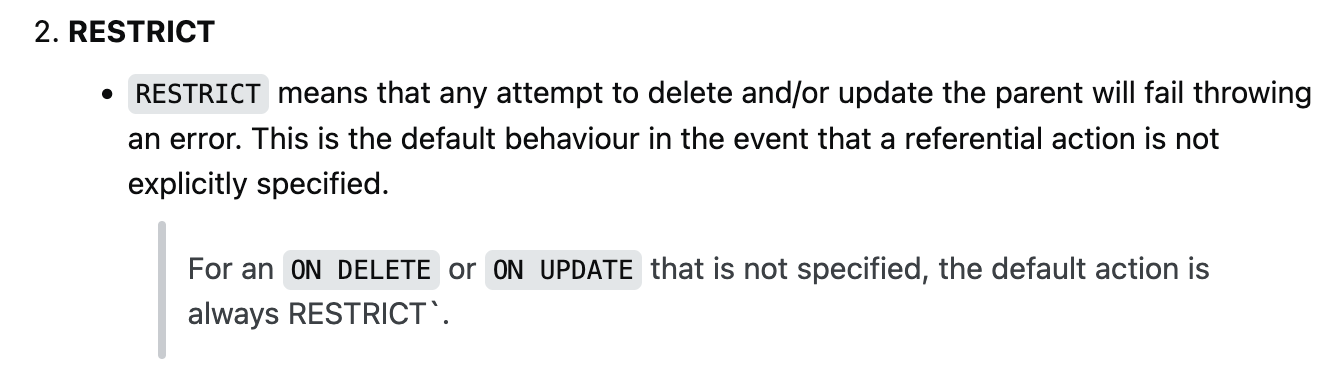 2. RESTRICT
• RESTRICT means that any attempt to delete and/or update the parent will fail throwing
an error. This is the default behaviour in the event that a referential action is not
explicitly specified.
For an ON DELETE or ON UPDATE that is not specified, the default action is
always RESTRICT`.